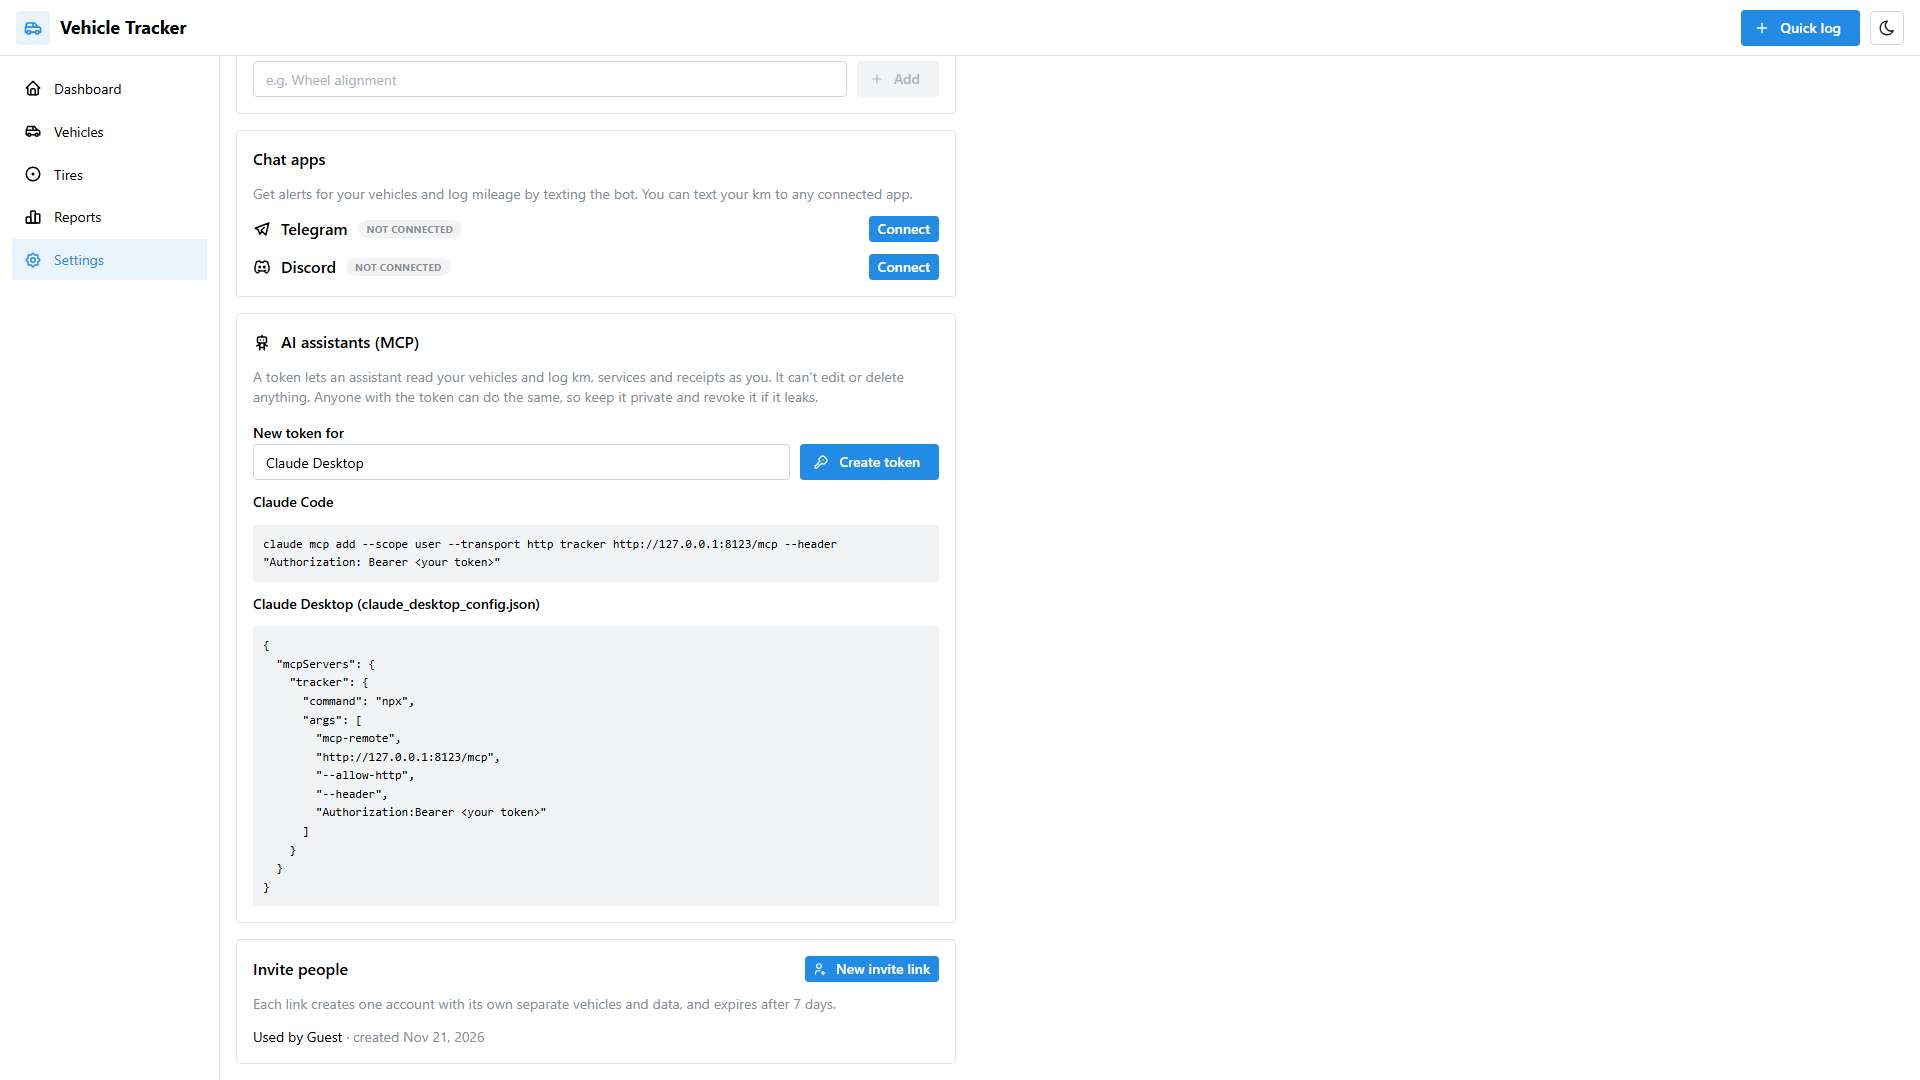 Vehicle Tracker
Quick log
Dashboard
Vehicles
Tires
Reports
Settings
e.g. Wheel alignment
Add
Chat apps
Get alerts for your vehicles and log mileage by texting the bot. You can text your km to any connected app.
Telegram NOT CONNECTED Connect
Discord NOT CONNECTED Connect
AI assistants (MCP)
A token lets an assistant read your vehicles and log km, services and receipts as you. It can't edit or delete
anything. Anyone with the token can do the same, so keep it private and revoke it if it leaks.
New token for
Claude Desktop
Create token
Claude Code
claude mcp add --scope user --transport http tracker http://127.0.0.1:8123/mcp --header
"Authorization: Bearer <your token>"
Claude Desktop (claude_desktop_config.json)
{
  "mcpServers": {
    "tracker": {
      "command": "npx",
      "args": [
        "mcp-remote",
        "http://127.0.0.1:8123/mcp",
        "--allow-http",
        "--header",
        "Authorization:Bearer <your token>"
      ]
    }
  }
}
Invite people
New invite link
Each link creates one account with its own separate vehicles and data, and expires after 7 days.
Used by Guest · created Nov 21, 2026